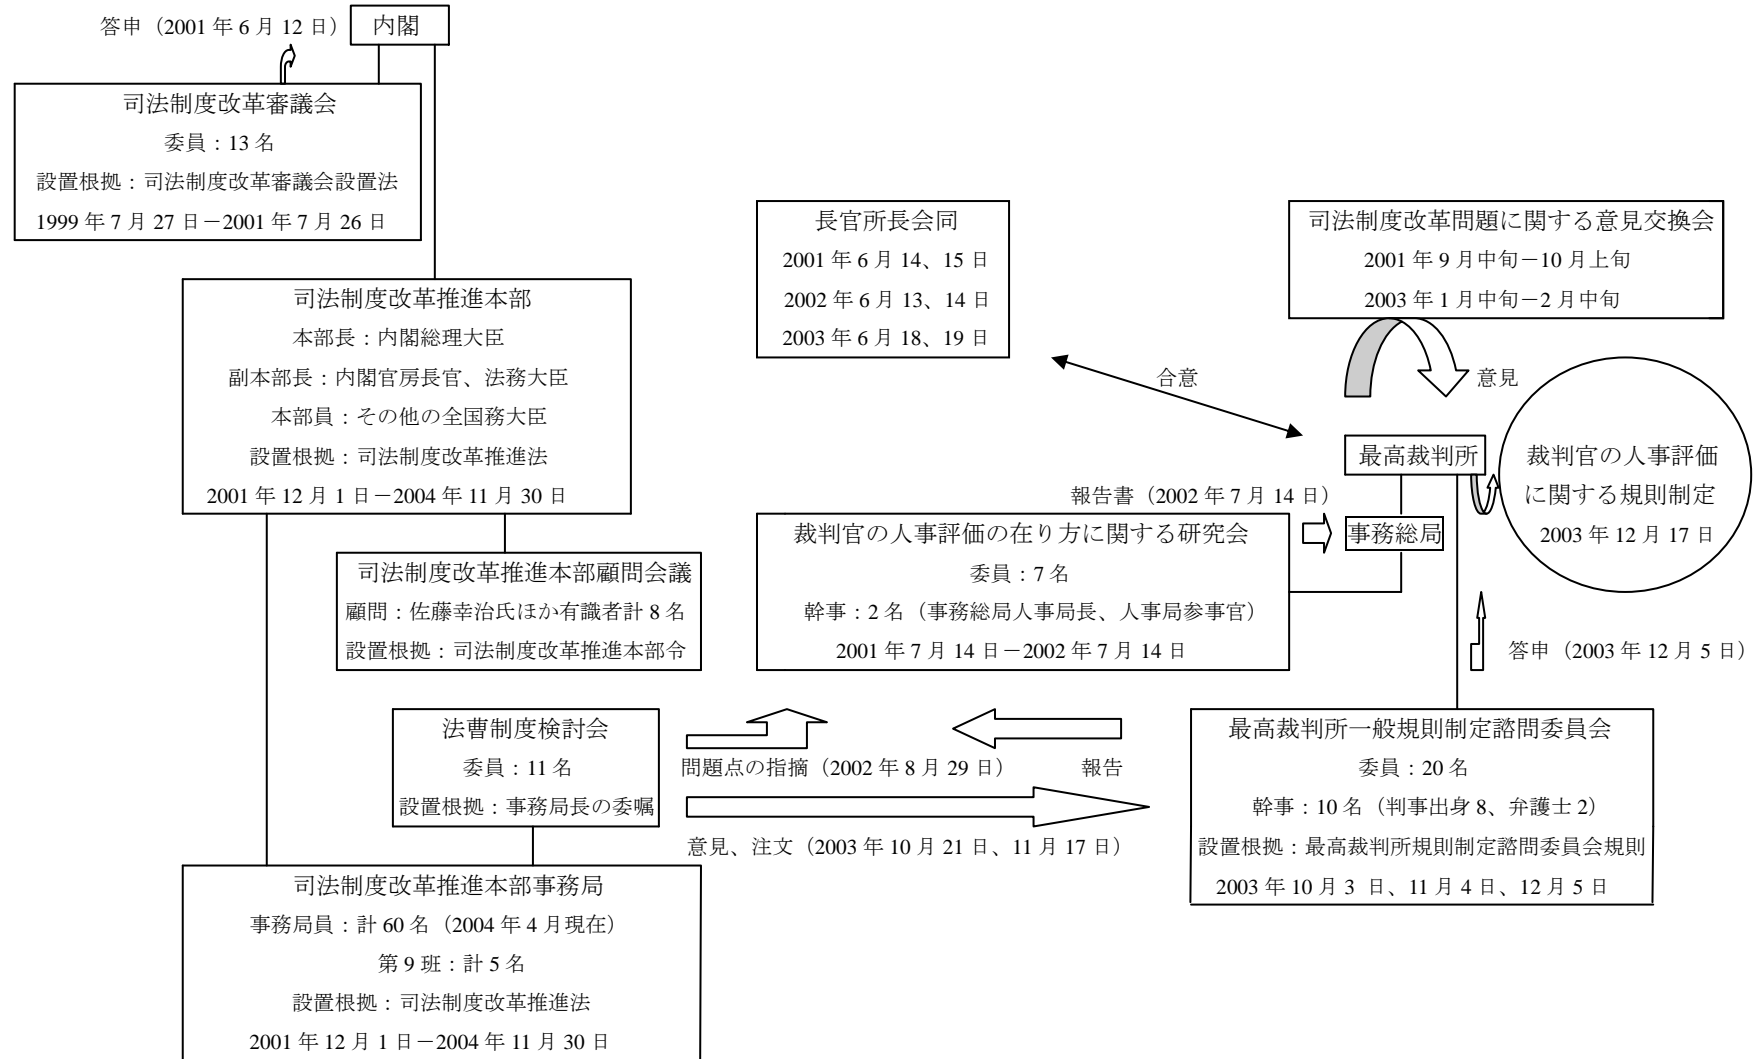 答申（2001 年 6 月 12 日）
内閣
司法制度改革審議会
委員：13 名
設置根拠：司法制度改革審議会設置法
1999 年 7 月 27 日－2001 年 7 月 26 日
司法制度改革推進本部
本部長：内閣総理大臣
副本部長：内閣官房長官、法務大臣
本部員：その他の全国務大臣
設置根拠：司法制度改革推進法
2001 年 12 月 1 日－2004 年 11 月 30 日
司法制度改革推進本部顧問会議
顧問：佐藤幸治氏ほか有識者計 8 名
設置根拠：司法制度改革推進本部令
法曹制度検討会
委員：11 名
設置根拠：事務局長の委嘱
司法制度改革推進本部事務局
事務局員：計 60 名（2004 年 4 月現在）
第 9 班：計 5 名
設置根拠：司法制度改革推進法
2001 年 12 月 1 日－2004 年 11 月 30 日
長官所長会同
2001 年 6 月 14、15 日
2002 年 6 月 13、14 日
2003 年 6 月 18、19 日
合意
司法制度改革問題に関する意見交換会
2001 年 9 月中旬－10 月上旬
2003 年 1 月中旬－2 月中旬
意見
最高裁判所
事務総局
裁判官の人事評価
に関する規則制定
2003 年 12 月 17 日
報告書（2002 年 7 月 14 日）
裁判官の人事評価の在り方に関する研究会
委員：7 名
幹事：2 名（事務総局人事局長、人事局参事官）
2001 年 7 月 14 日－2002 年 7 月 14 日
答申（2003 年 12 月 5 日）
問題点の指摘（2002 年 8 月 29 日）
報告
意見、注文（2003 年 10 月 21 日、11 月 17 日）
最高裁判所一般規則制定諮問委員会
委員：20 名
幹事：10 名（判事出身 8、弁護士 2）
設置根拠：最高裁判所規則制定諮問委員会規則
2003 年 10 月 3 日、11 月 4 日、12 月 5 日